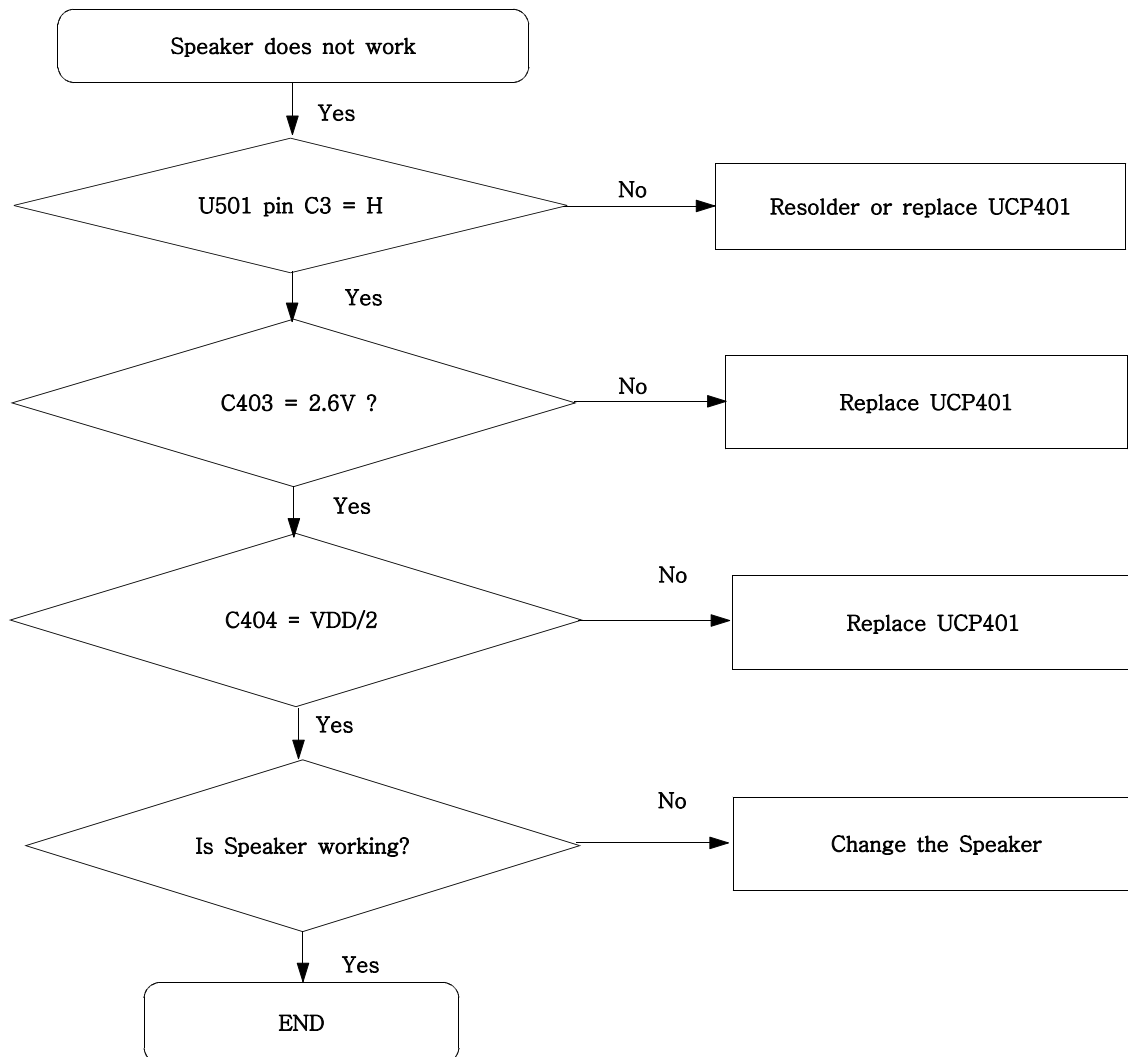 Speaker does not work
Yes
U501 pin C3 = H
No
Resolder or replace UCP401
Yes
C403 = 2.6V ?
No
Replace UCP401
Yes
C404 = VDD/2
No
Replace UCP401
Yes
Is Speaker working?
No
Change the Speaker
Yes
END